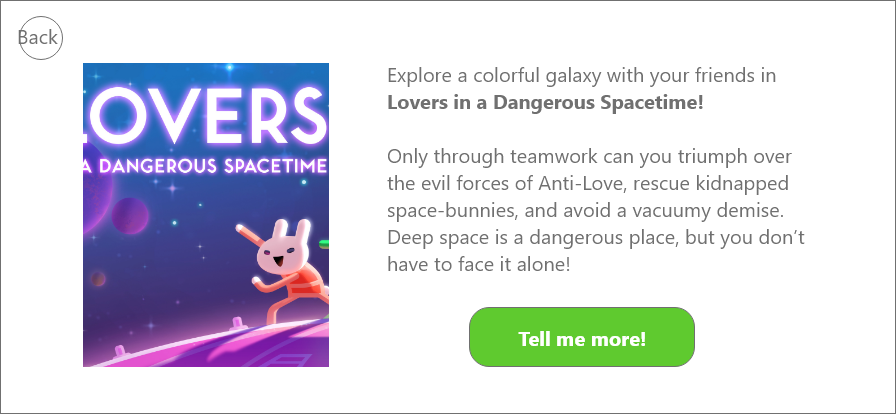 Back
LOVERS
A DANGEROUS SPACETIME
Explore a colorful galaxy with your friends in
Lovers in a Dangerous Spacetime!
Only through teamwork can you triumph over
the evil forces of Anti-Love, rescue kidnapped
space-bunnies, and avoid a vacuumy demise.
Deep space is a dangerous place, but you don't
have to face it alone!
Tell me more!